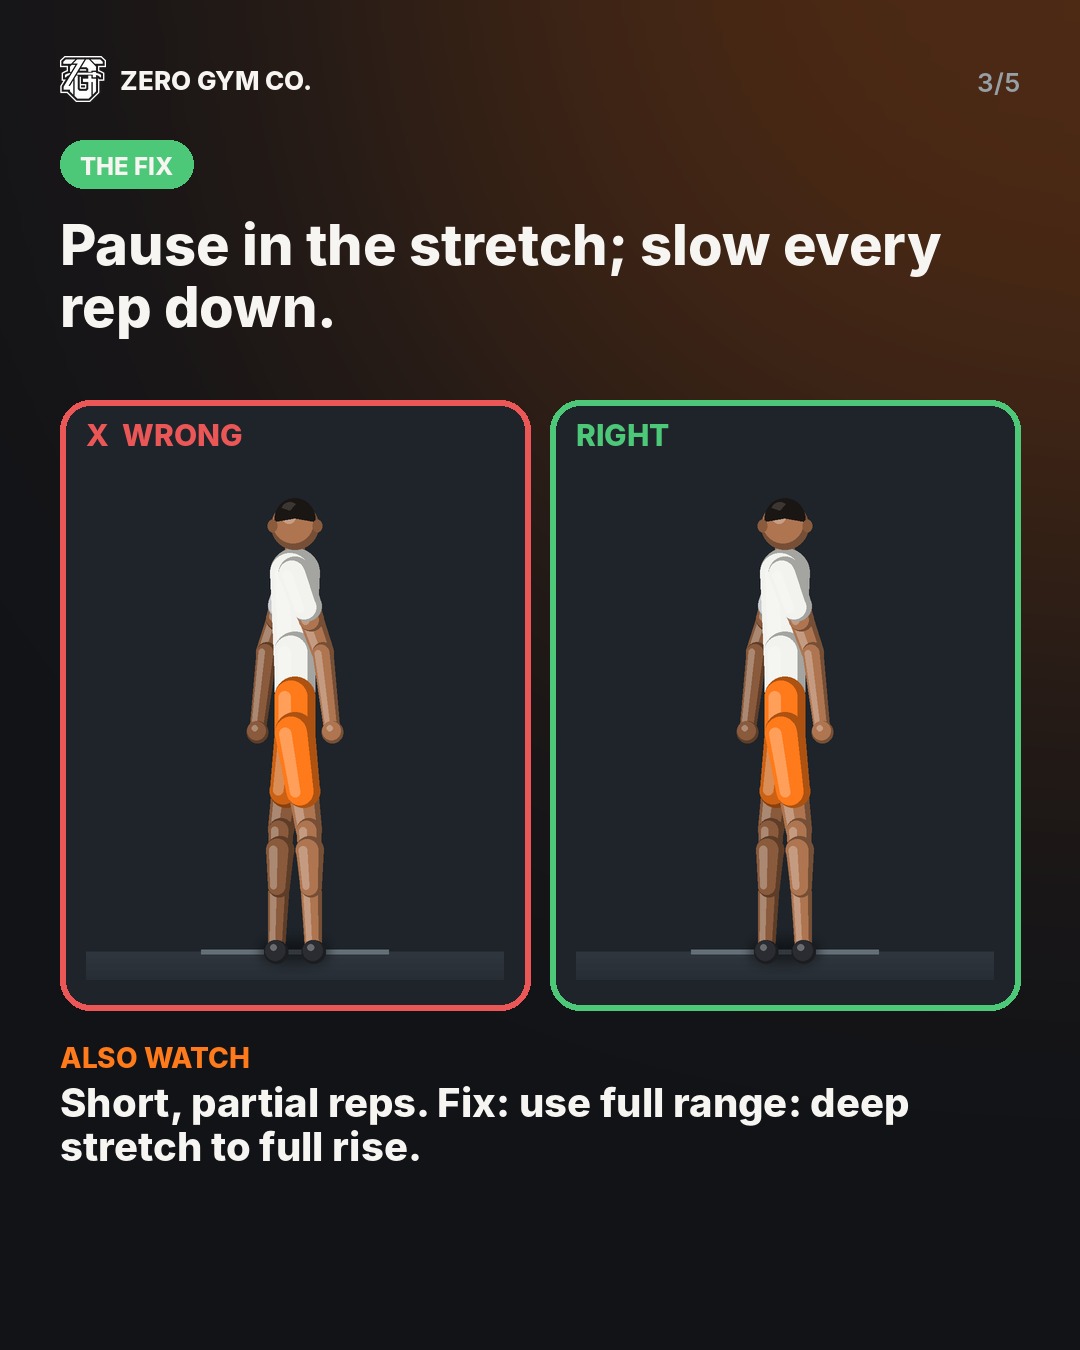 ZERO GYM CO.
3/5
THE FIX
Pause in the stretch; slow every
rep down.
X WRONG
RIGHT
ALSO WATCH
Short, partial reps. Fix: use full range: deep
stretch to full rise.